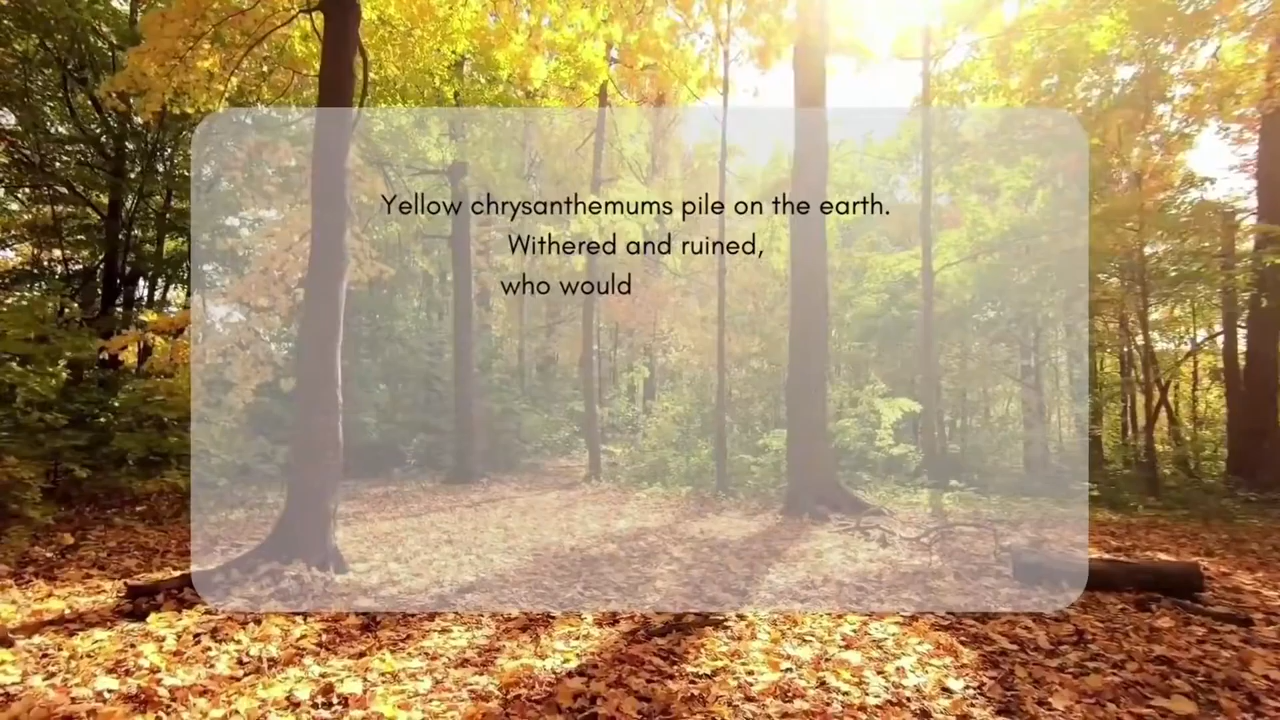 Yellow chrysanthemums pile on the earth.
Withered and ruined,
who would